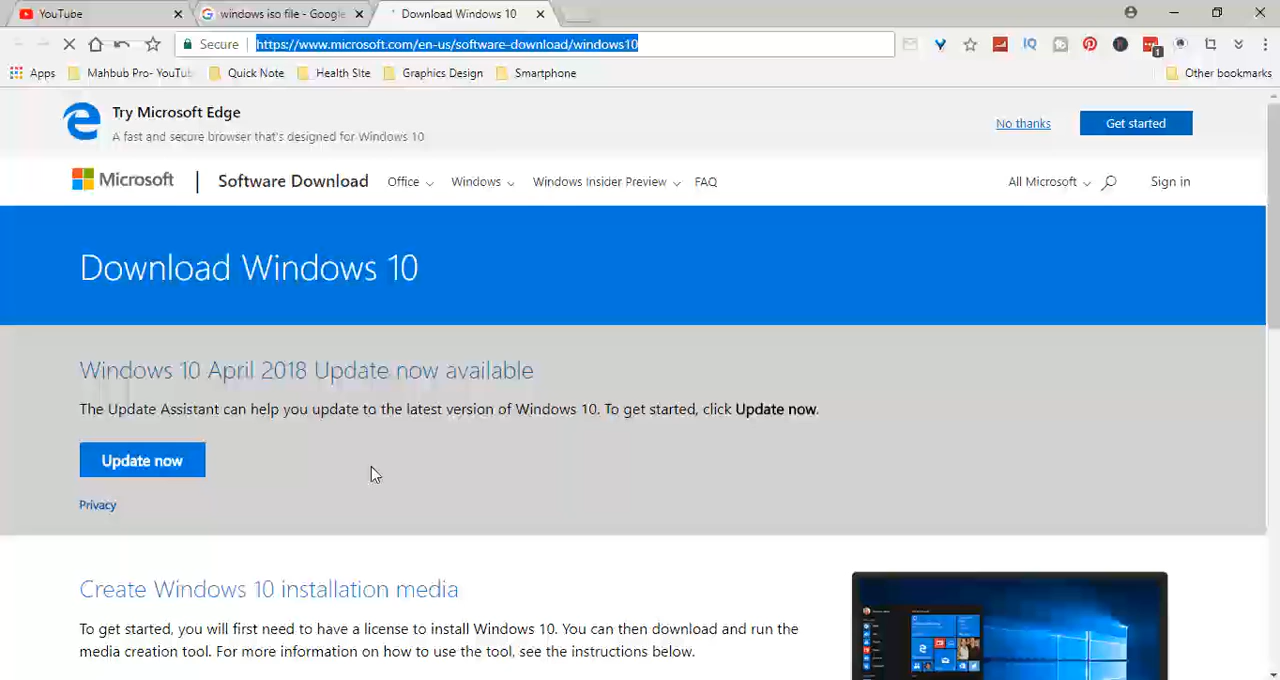 YouTube
windows iso file - Google
Download Windows 10
Secure
https://www.microsoft.com/en-us/software-download/windows10
IQ
1
Apps
Mahbub Pro- YouTu
Quick Note
Health Site
Graphics Design
Smartphone
Other bookmarks
Try Microsoft Edge
A fast and secure browser that's designed for Windows 10
No thanks
Get started
Microsoft
Software Download
Office
Windows
Windows Insider Preview
FAQ
All Microsoft
Sign in
Download Windows 10
Windows 10 April 2018 Update now available
The Update Assistant can help you update to the latest version of Windows 10. To get started, click Update now.
Update now
Privacy
Create Windows 10 installation media
To get started, you will first need to have a license to install Windows 10. You can then download and run the
media creation tool. For more information on how to use the tool, see the instructions below.